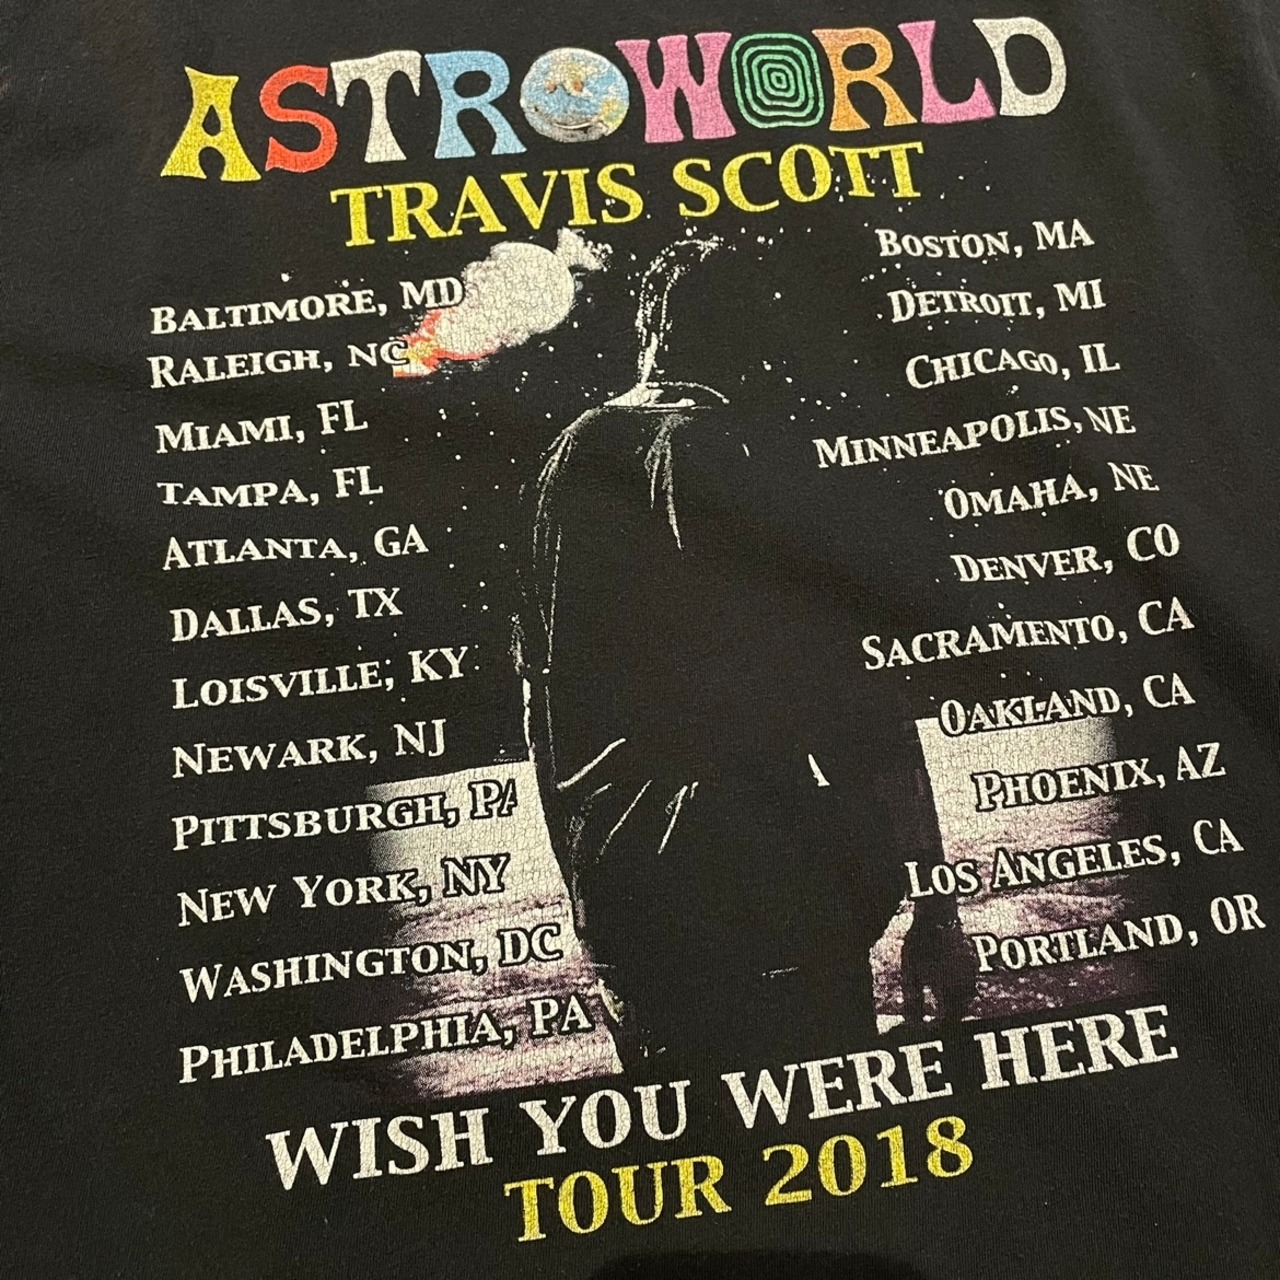 ASTROWORLD
TRAVIS SCOTT
BALTIMORE, MD
RALEIGH, NC
MIAMI, FL
TAMPA, FL
ATLANTA, GA
DALLAS, TX
LOISVILLE, KY
NEWARK, NJ
PITTSBURGH, PA
NEW YORK, NY
WASHINGTON, DC
PHILADELPHIA, PA
BOSTON, MA
DETROIT, MI
CHICAGO, IL
MINNEAPOLIS, NE
OMAHA, NE
DENVER, CO
SACRAMENTO, CA
OAKLAND, CA
PHOENIX, AZ
LOS ANGELES, CA
PORTLAND, OR
WISH YOU WERE HERE
TOUR 2018